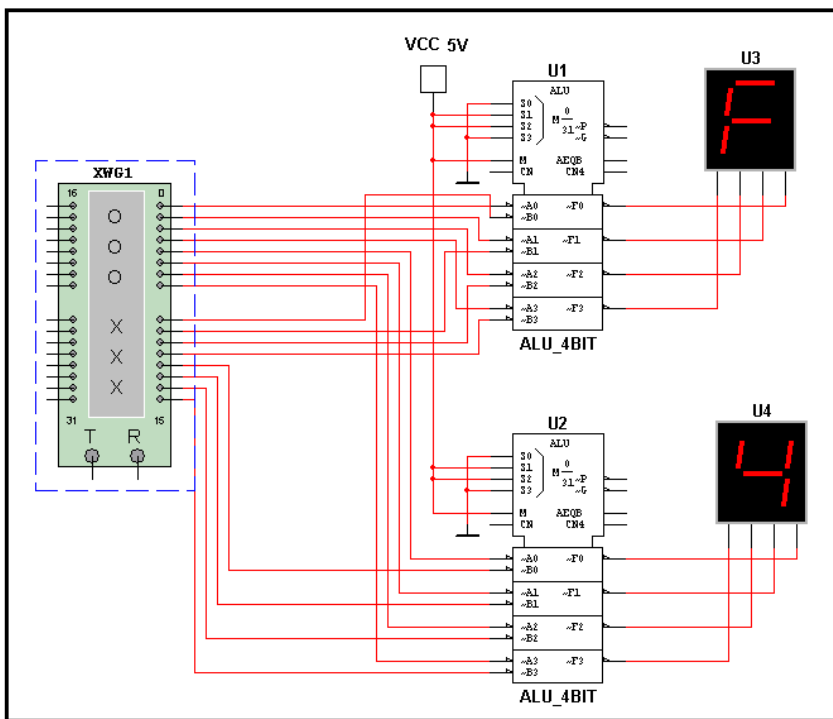 VCC 5V
U1
ALU
S0
S1
S2
S3
M 0
31
~P
~G
M
AEQB
CN
CN4
~A0 ~F0
~B0
~A1 ~F1
~B1
~A2 ~F2
~B2
~A3 ~F3
~B3
ALU_4BIT
U3
F
XWG1
16 0
O
O
O
X
X
X
31 15
T R
U2
ALU
S0
S1
S2
S3
M 0
31
~P
~G
M
AEQB
CN
CN4
~A0 ~F0
~B0
~A1 ~F1
~B1
~A2 ~F2
~B2
~A3 ~F3
~B3
ALU_4BIT
U4
4